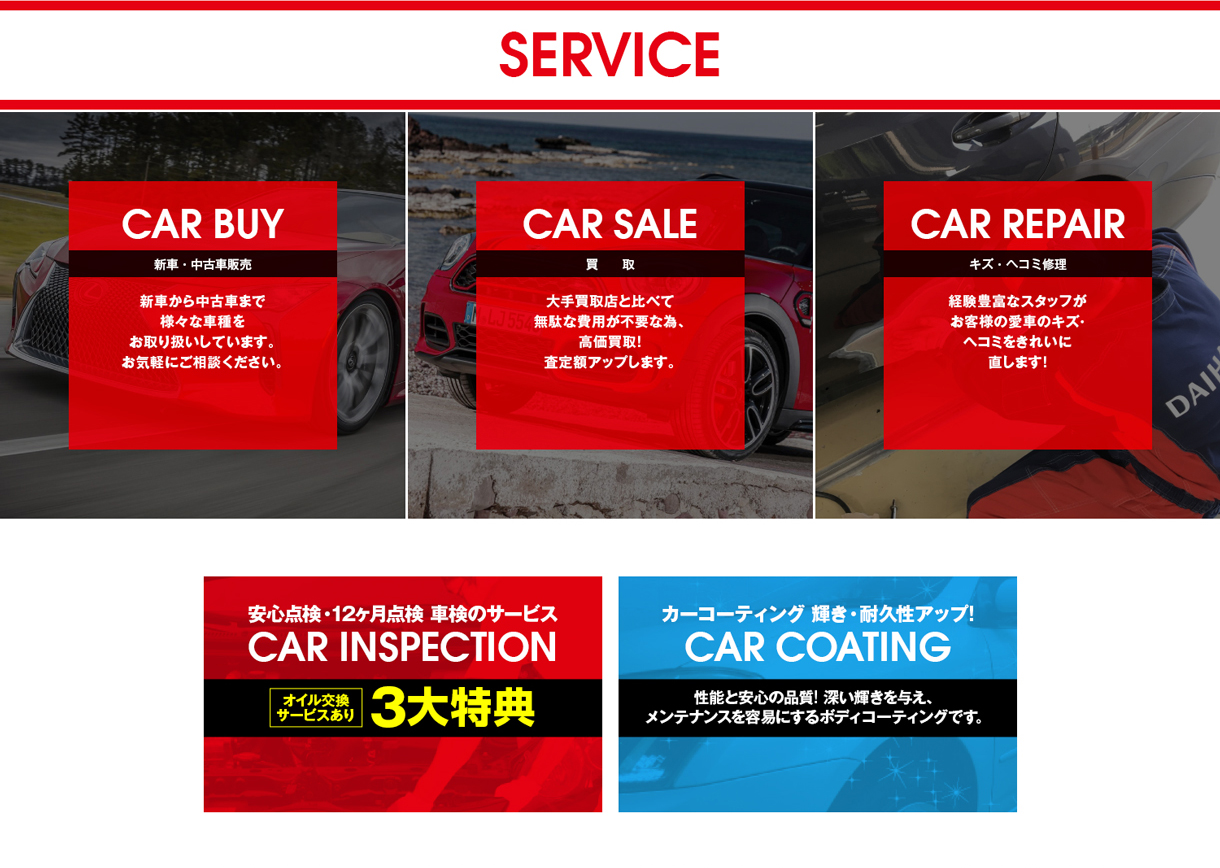 SERVICE
CAR BUY
新車・中古車販売
新車から中古車まで
様々な車種を
お取り扱いしています。
お気軽にご相談ください。
CAR SALE
買 取
大手買取店と比べて
無駄な費用が不要な為、
高価買取!
査定額アップします。
CAR REPAIR
キズ・ヘコミ修理
経験豊富なスタッフが
お客様の愛車のキズ・
ヘコミをきれいに
直します!
安心点検・12ヶ月点検 車検のサービス
CAR INSPECTION
オイル交換
サービスあり
3大特典
カーコーティング 輝き・耐久性アップ!
CAR COATING
性能と安心の品質! 深い輝きを与え、
メンテナンスを容易にするボディコーティングです。